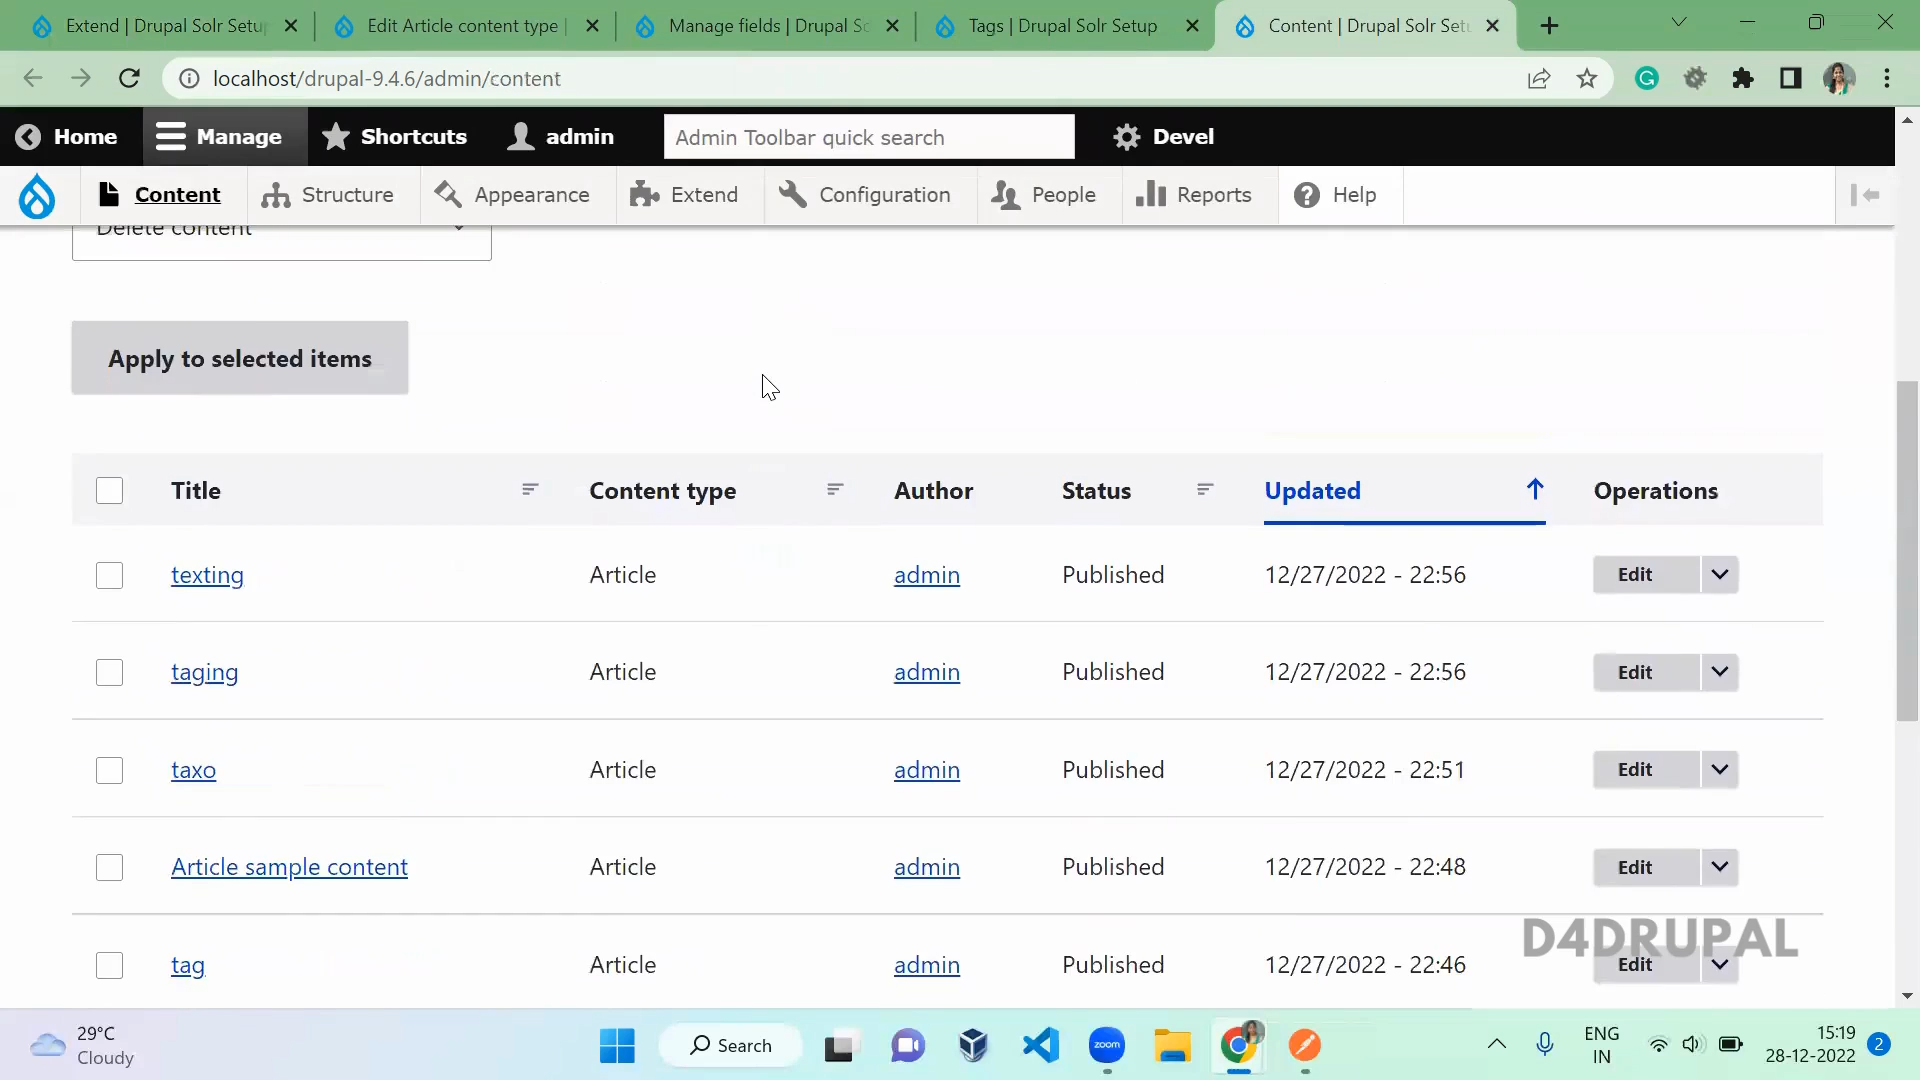 Extend | Drupal Solr Setup
Edit Article content type |
Manage fields | Drupal So
Tags | Drupal Solr Setup
Content | Drupal Solr Setu
localhost/drupal-9.4.6/admin/content
Home
Manage
Shortcuts
admin
Admin Toolbar quick search
Devel
Content
Structure
Appearance
Extend
Configuration
People
Reports
Help
Delete content
Apply to selected items
Title Content type Author Status Updated Operations
texting Article admin Published 12/27/2022 - 22:56 Edit
taging Article admin Published 12/27/2022 - 22:56 Edit
taxo Article admin Published 12/27/2022 - 22:51 Edit
Article sample content Article admin Published 12/27/2022 - 22:48 Edit
D4DRUPAL
tag Article admin Published 12/27/2022 - 22:46 Edit
29°C
Cloudy
Search
zoom
ENG
IN
15:19
28-12-2022
2